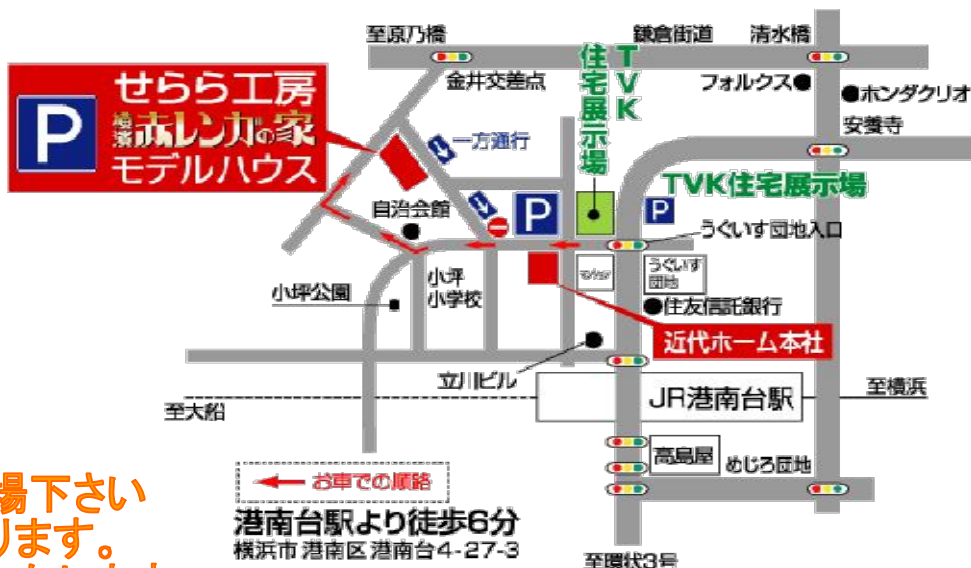 至原乃橋
鎌倉街道
清水橋
せらら工房
横濱赤レンガの家
モデルハウス
P
金井交差点
TVK
住宅展示場
フォルクス
ホンダクリオ
安養寺
一方通行
TVK住宅展示場
P
P
自治会館
うぐいす団地入口
小坪公園
小坪
小学校
うぐいす
団地
住友信託銀行
近代ホーム本社
立川ビル
JR港南台駅
至横浜
至大船
高島屋
めじろ団地
お車での順路
港南台駅より徒歩6分
横浜市港南区港南台4-27-3
至環状3号
場下さい
ります。